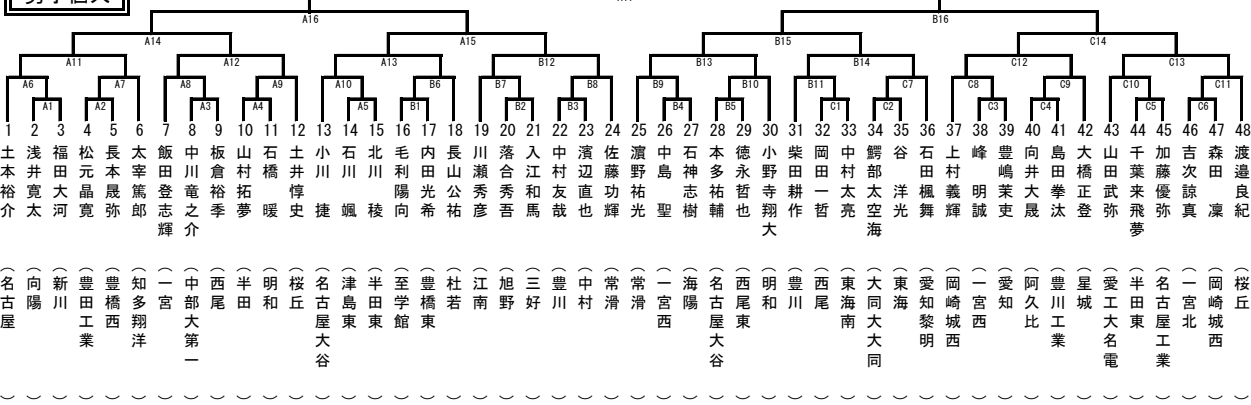 A16
B16
A14
A15
B15
C14
A11
A12
A13
B12
B13
B14
C12
C13
A6
A7
A8
A9
A10
B6
B7
B8
B9
B10
B11
C7
C8
C9
C10
C11
A1
A2
A3
A4
A5
B1
B2
B3
B4
B5
C1
C2
C3
C4
C5
C6
1 土本裕介 (名古屋)
2 浅井寛太 (向陽)
3 福田大河 (新川)
4 松元晶寛 (豊田工業)
5 長本晟弥 (豊橋西)
6 太宰篤郎 (知多翔洋)
7 飯田登志輝 (一宮)
8 中川竜之介 (中部大第一)
9 板倉裕季 (西尾)
10 山村拓夢 (半田)
11 石橋 暖 (明和)
12 土井惇史 (桜丘)
13 小川 捷 (名古屋大谷)
14 石川 颯 (津島東)
15 北川 稜 (半田東)
16 毛利陽向 (至学館)
17 内田光希 (豊橋東)
18 長山公祐 (杜若)
19 川瀬秀彦 (江南)
20 落合秀吾 (旭野)
21 入江和馬 (三好)
22 中村友哉 (豊川)
23 濱辺直也 (中村)
24 佐藤功輝 (常滑)
25 濵野祐光 (常滑)
26 中島 聖 (一宮西)
27 石神志樹 (海陽)
28 本多祐輔 (名古屋大谷)
29 徳永哲也 (西尾東)
30 小野寺翔大 (明和)
31 柴田耕作 (豊川)
32 岡田一哲 (西尾)
33 中村太亮 (東海南)
34 鰐部太空海 (大同大大同)
35 谷 洋光 (東海)
36 石田楓舞 (愛知黎明)
37 上村義輝 (岡崎城西)
38 峰 明誠 (一宮西)
39 豊嶋茉吏 (愛知)
40 向井大晟 (阿久比)
41 島田拳汰 (豊川工業)
42 大橋正登 (星城)
43 山田武弥 (愛工大名電)
44 千葉来飛夢 (半田東)
45 加藤優弥 (名古屋工業)
46 吉次諒真 (一宮北)
47 森田 凜 (岡崎城西)
48 渡邉良紀 (桜丘)